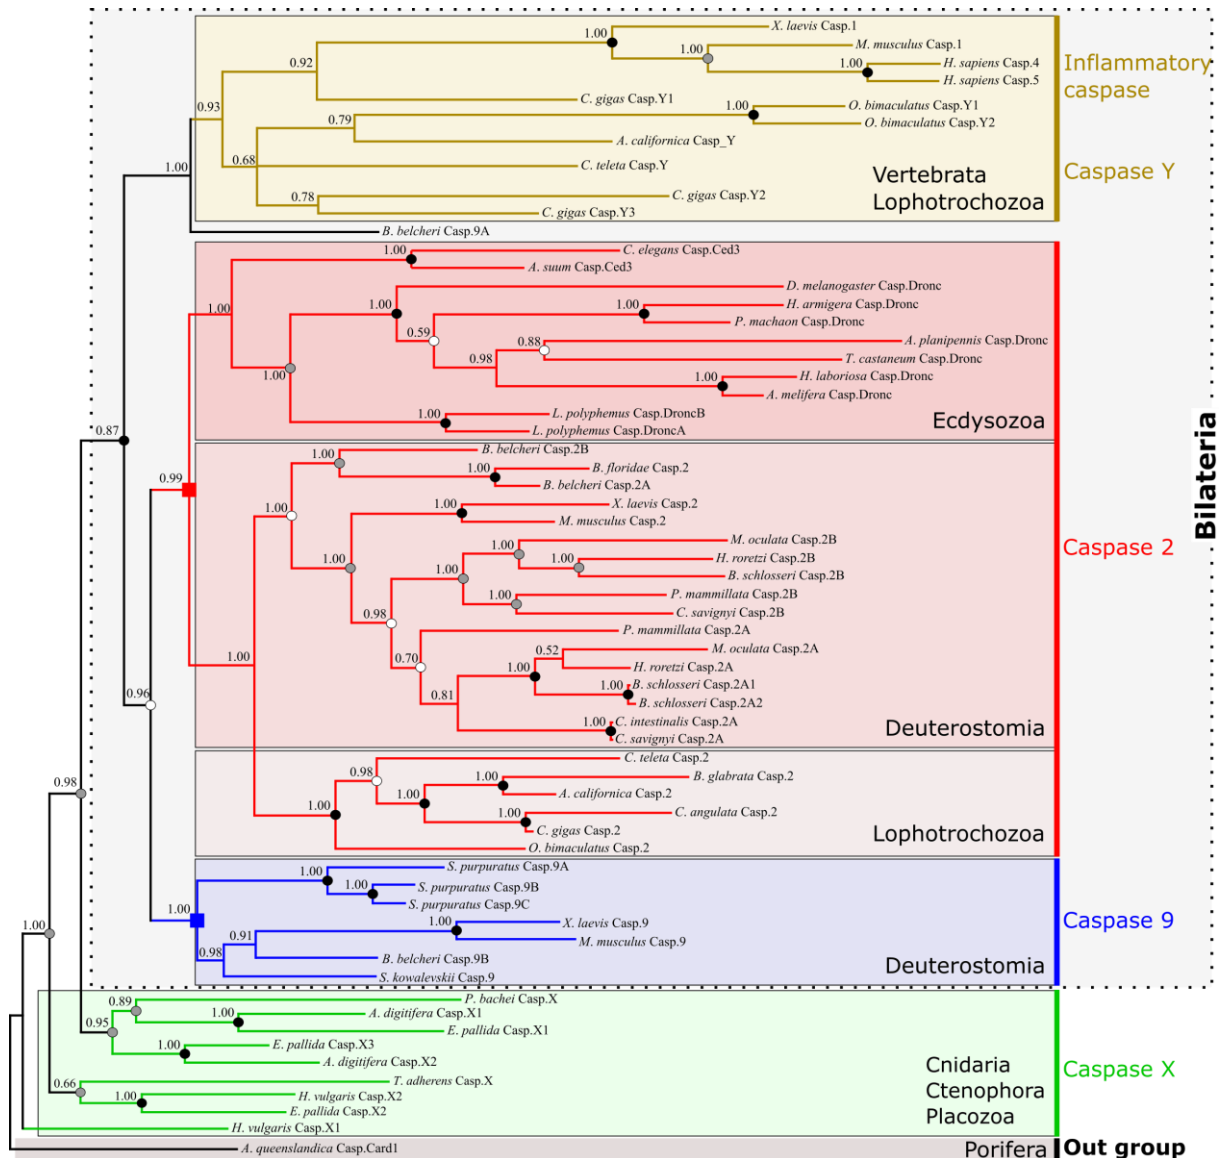 1.00
X. laevis Casp.1
1.00
M. musculus Casp.1
1.00
H. sapiens Casp.4
H. sapiens Casp.5
Inflammatory
caspase
0.92
C. gigas Casp.Y1
0.93
1.00
O. bimaculatus Casp.Y1
O. bimaculatus Casp.Y2
0.79
A. californica Casp_Y
0.68
C. teleta Casp.Y
1.00
0.78
C. gigas Casp.Y2
C. gigas Casp.Y3
Vertebrata
Lophotrochozoa
Caspase Y
B. belcheri Casp.9A
1.00
C. elegans Casp.Ced3
A. suum Casp.Ced3
1.00
1.00
D. melanogaster Casp.Dronc
1.00
H. armigera Casp.Dronc
P. machaon Casp.Dronc
0.59
0.88
A. planipennis Casp.Dronc
T. castaneum Casp.Dronc
0.98
1.00
1.00
H. laboriosa Casp.Dronc
A. melifera Casp.Dronc
1.00
L. polyphemus Casp.DroncB
L. polyphemus Casp.DroncA
Ecdysozoa
0.87
Bilateria
0.99
1.00
B. belcheri Casp.2B
1.00
B. floridae Casp.2
B. belcheri Casp.2A
1.00
1.00
X. laevis Casp.2
M. musculus Casp.2
1.00
1.00
M. oculata Casp.2B
1.00
H. roretzi Casp.2B
B. schlosseri Casp.2B
1.00
1.00
P. mammillata Casp.2B
C. savignyi Casp.2B
0.98
P. mammillata Casp.2A
0.70
0.52
M. oculata Casp.2A
1.00
H. roretzi Casp.2A
1.00
B. schlosseri Casp.2A1
B. schlosseri Casp.2A2
0.81
1.00
C. intestinalis Casp.2A
C. savignyi Casp.2A
1.00
Deuterostomia
Caspase 2
0.96
0.98
C. teleta Casp.2
1.00
B. glabrata Casp.2
A. californica Casp.2
1.00
1.00
1.00
C. angulata Casp.2
C. gigas Casp.2
O. bimaculatus Casp.2
Lophotrochozoa
0.98
1.00
S. purpuratus Casp.9A
1.00
S. purpuratus Casp.9B
S. purpuratus Casp.9C
1.00
1.00
X. laevis Casp.9
M. musculus Casp.9
0.91
0.98
B. belcheri Casp.9B
S. kowalevskii Casp.9
Deuterostomia
Caspase 9
1.00
0.89
P. bachei Casp.X
1.00
A. digitifera Casp.X1
E. pallida Casp.X1
0.95
1.00
E. pallida Casp.X3
A. digitifera Casp.X2
0.66
T. adherens Casp.X
1.00
H. vulgaris Casp.X2
E. pallida Casp.X2
H. vulgaris Casp.X1
Cnidaria
Ctenophora
Placozoa
Caspase X
A. queenslandica Casp.Card1
Porifera
Out group